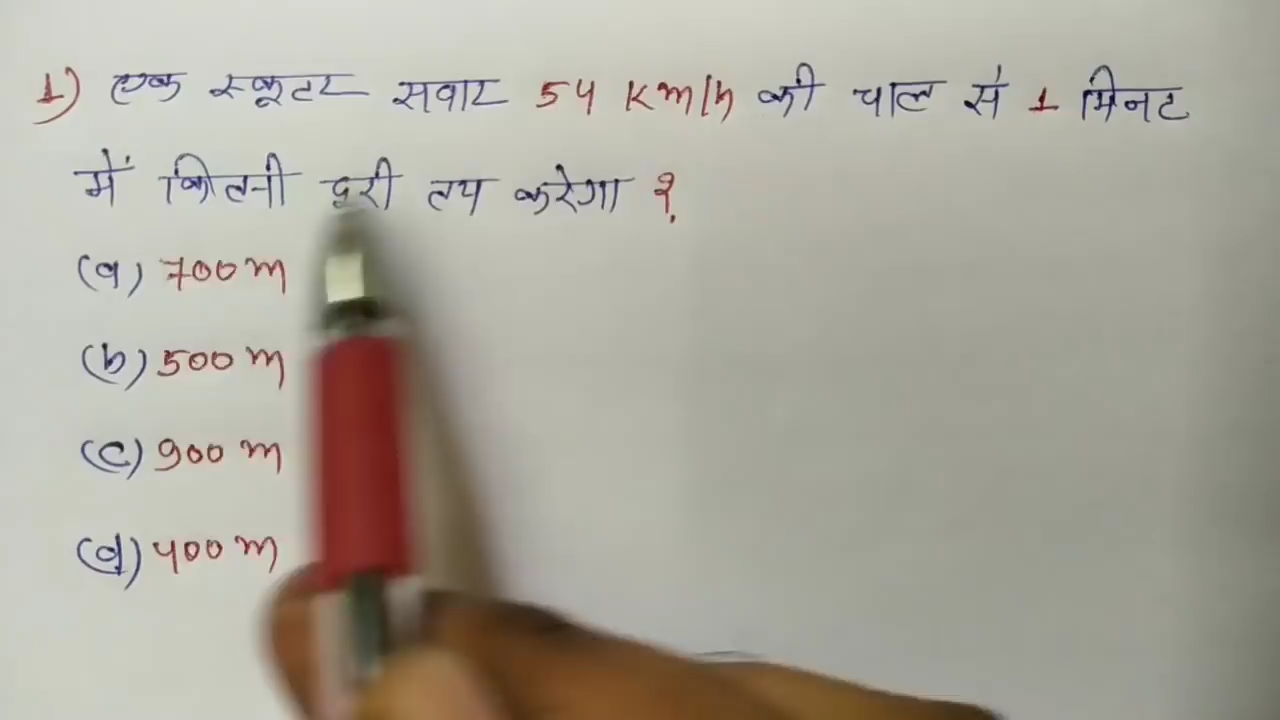 1) एक स्कूटर सवार 54 km/h की चाल से 1 मिनट
में कितनी दूरी तय करेगा ?
(a) 700 m
(b) 500 m
(c) 900 m
(d) 400 m